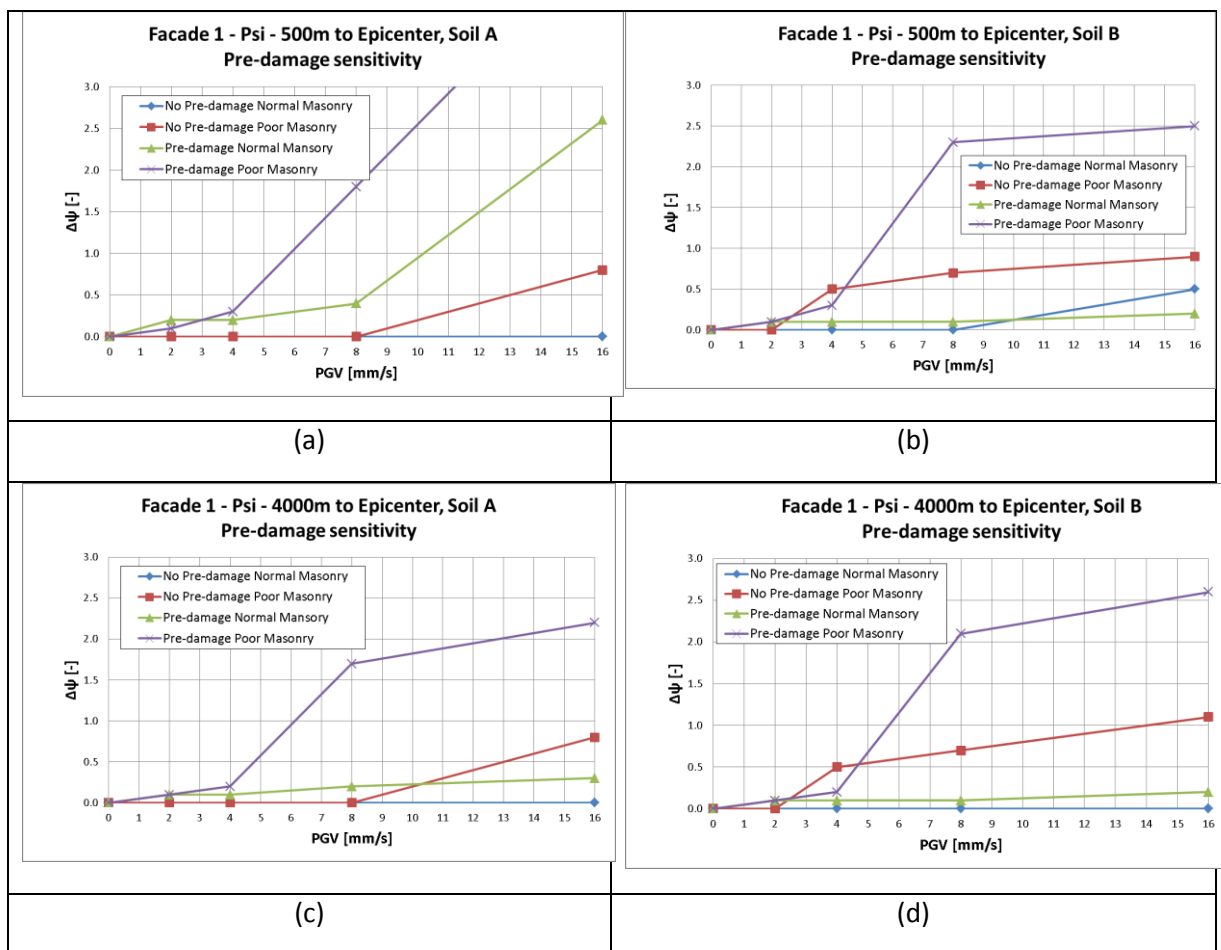 Facade 1 - Psi - 500m to Epicenter, Soil A
Pre-damage sensitivity
3.0
2.5
2.0
1.5
1.0
0.5
0.0
Δψ [-]
No Pre-damage Normal Masonry
No Pre-damage Poor Masonry
Pre-damage Normal Mansory
Pre-damage Poor Masonry
0 1 2 3 4 5 6 7 8 9 10 11 12 13 14 15 16
PGV [mm/s]
(a)
Facade 1 - Psi - 500m to Epicenter, Soil B
Pre-damage sensitivity
3.0
2.5
2.0
1.5
1.0
0.5
0.0
Δψ [-]
No Pre-damage Normal Masonry
No Pre-damage Poor Masonry
Pre-damage Normal Mansory
Pre-damage Poor Masonry
0 1 2 3 4 5 6 7 8 9 10 11 12 13 14 15 16
PGV [mm/s]
(b)
Facade 1 - Psi - 4000m to Epicenter, Soil A
Pre-damage sensitivity
3.0
2.5
2.0
1.5
1.0
0.5
0.0
Δψ [-]
No Pre-damage Normal Masonry
No Pre-damage Poor Masonry
Pre-damage Normal Mansory
Pre-damage Poor Masonry
0 1 2 3 4 5 6 7 8 9 10 11 12 13 14 15 16
PGV [mm/s]
(c)
Facade 1 - Psi - 4000m to Epicenter, Soil B
Pre-damage sensitivity
3.0
2.5
2.0
1.5
1.0
0.5
0.0
Δψ [-]
No Pre-damage Normal Masonry
No Pre-damage Poor Masonry
Pre-damage Normal Mansory
Pre-damage Poor Masonry
0 1 2 3 4 5 6 7 8 9 10 11 12 13 14 15 16
PGV [mm/s]
(d)